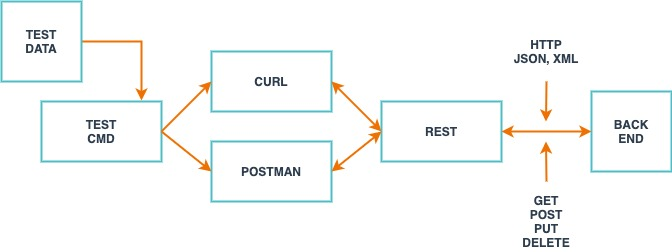 TEST
DATA
TEST
CMD
CURL
POSTMAN
REST
HTTP
JSON, XML
GET
POST
PUT
DELETE
BACK
END